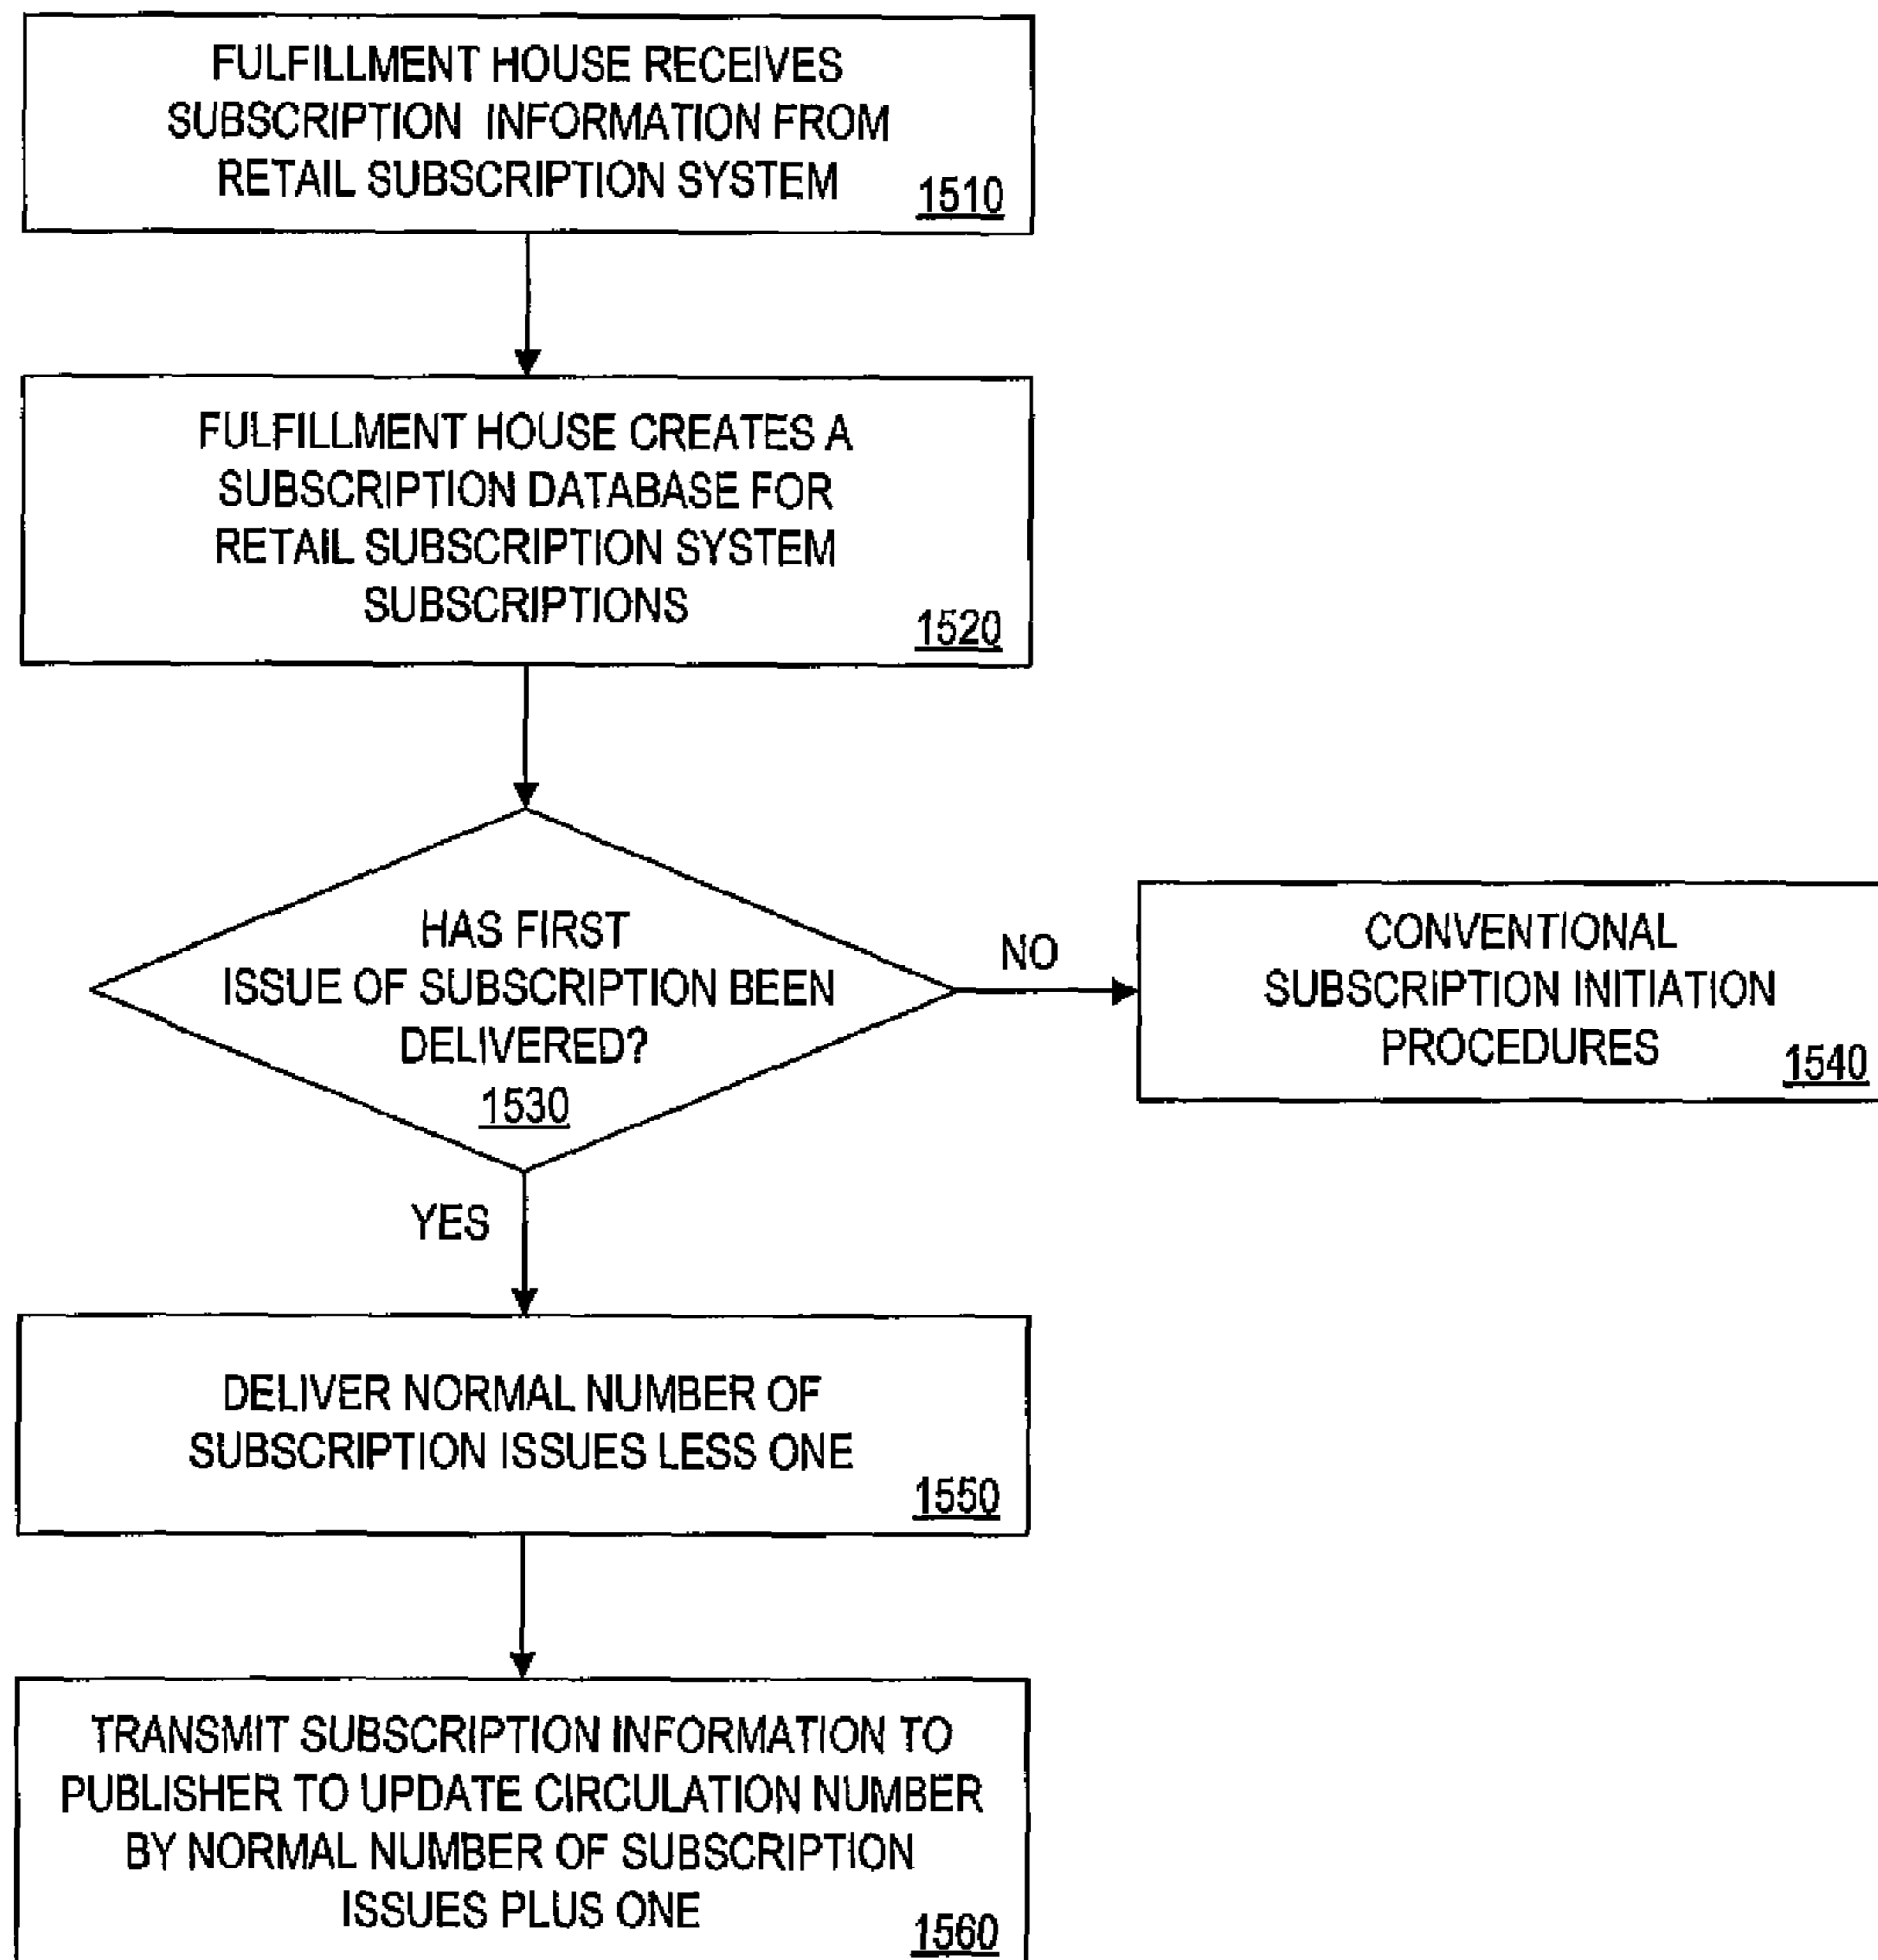 FULFILLMENT HOUSE RECEIVES
SUBSCRIPTION INFORMATION FROM
RETAIL SUBSCRIPTION SYSTEM
1510
FULFILLMENT HOUSE CREATES A
SUBSCRIPTION DATABASE FOR
RETAIL SUBSCRIPTION SYSTEM
SUBSCRIPTIONS
1520
HAS FIRST
ISSUE OF SUBSCRIPTION BEEN
DELIVERED?
1530
NO
CONVENTIONAL
SUBSCRIPTION INITIATION
PROCEDURES
1540
YES
DELIVER NORMAL NUMBER OF
SUBSCRIPTION ISSUES LESS ONE
1550
TRANSMIT SUBSCRIPTION INFORMATION TO
PUBLISHER TO UPDATE CIRCULATION NUMBER
BY NORMAL NUMBER OF SUBSCRIPTION
ISSUES PLUS ONE
1560